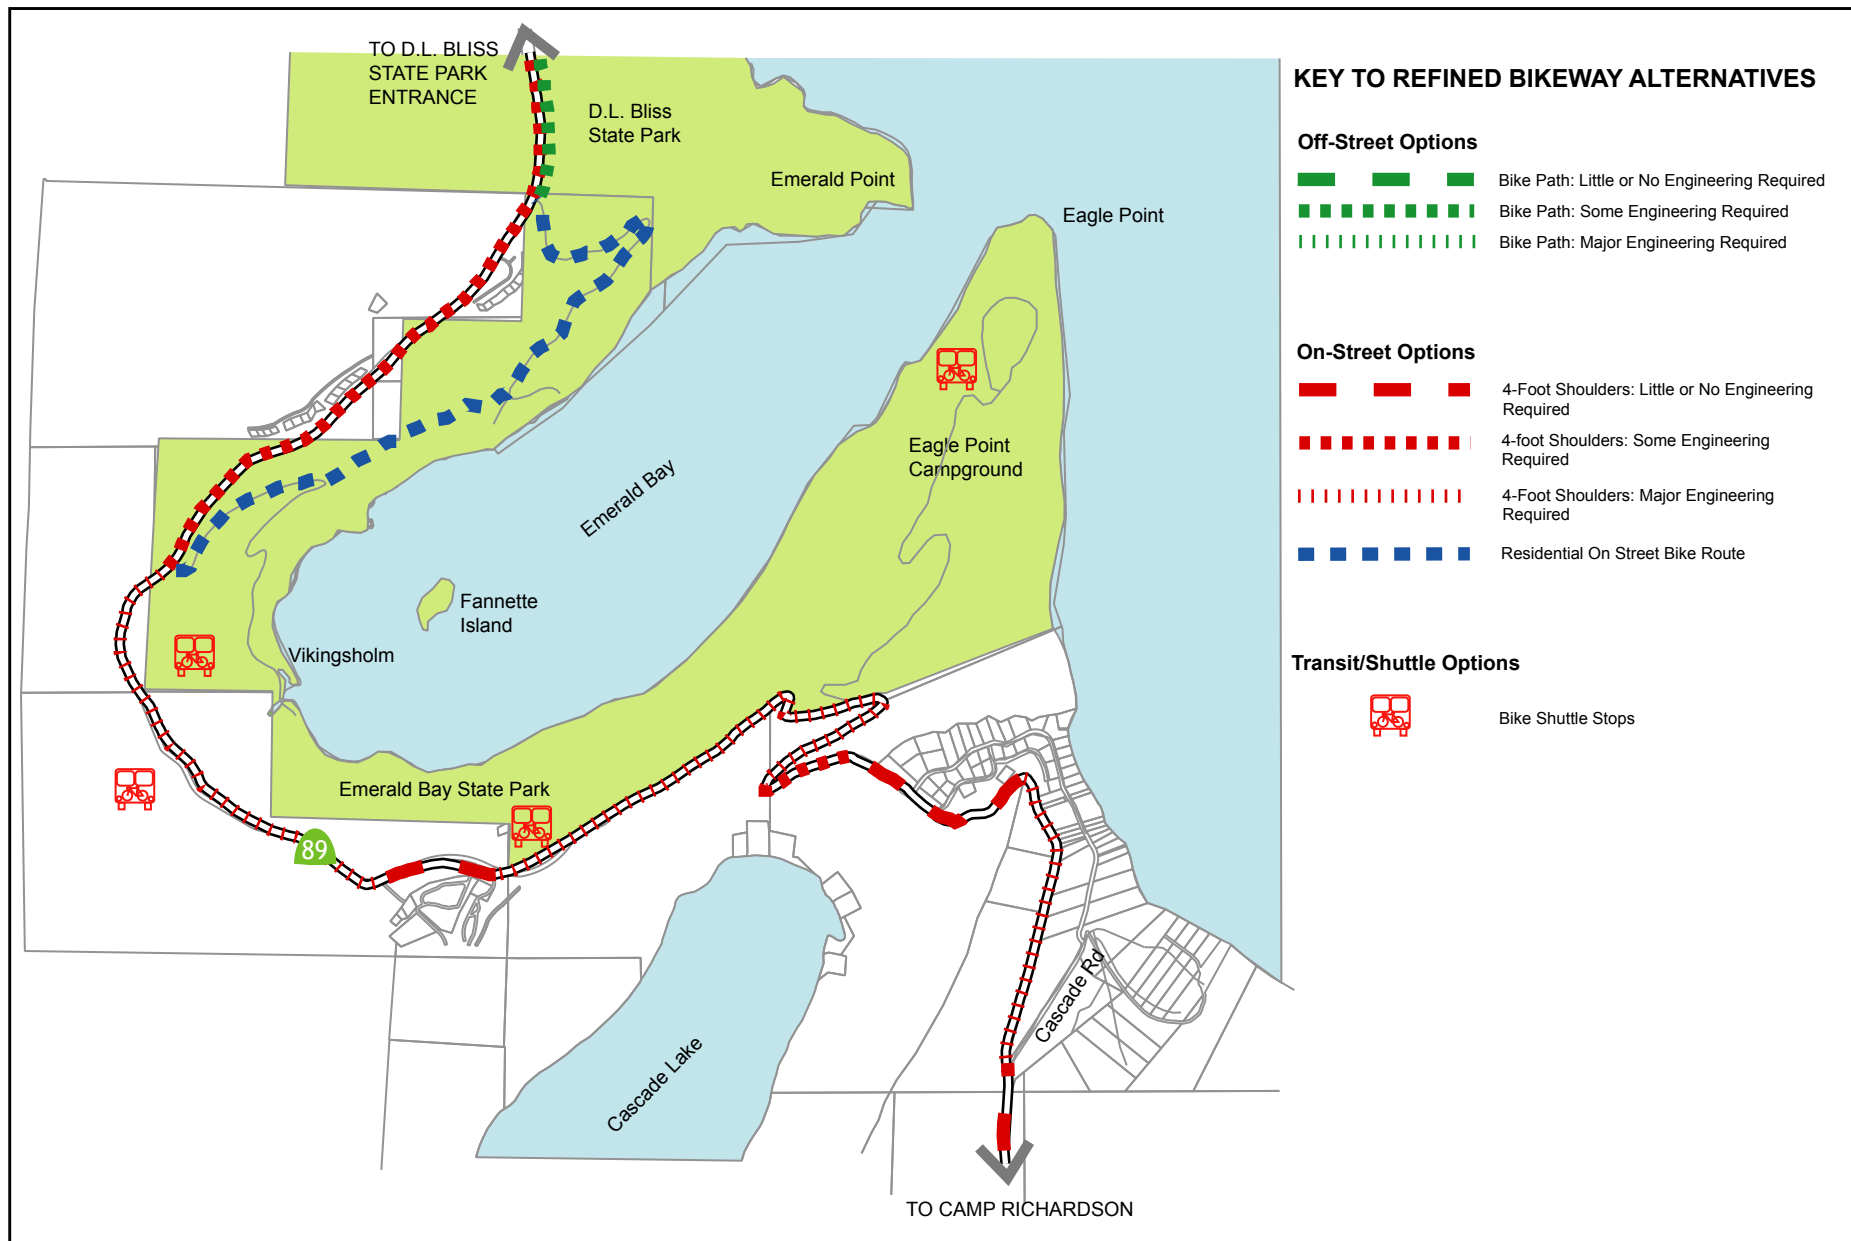 TO D.L. BLISS
STATE PARK
ENTRANCE
D.L. Bliss
State Park
Emerald Point
Eagle Point
Eagle Point
Campground
Emerald Bay
Fannette
Island
Vikingsholm
Emerald Bay State Park
89
Cascade Lake
Cascade Rd
TO CAMP RICHARDSON
KEY TO REFINED BIKEWAY ALTERNATIVES
Off-Street Options
Bike Path: Little or No Engineering Required
Bike Path: Some Engineering Required
Bike Path: Major Engineering Required
On-Street Options
4-Foot Shoulders: Little or No Engineering
Required
4-foot Shoulders: Some Engineering
Required
4-Foot Shoulders: Major Engineering
Required
Residential On Street Bike Route
Transit/Shuttle Options
Bike Shuttle Stops